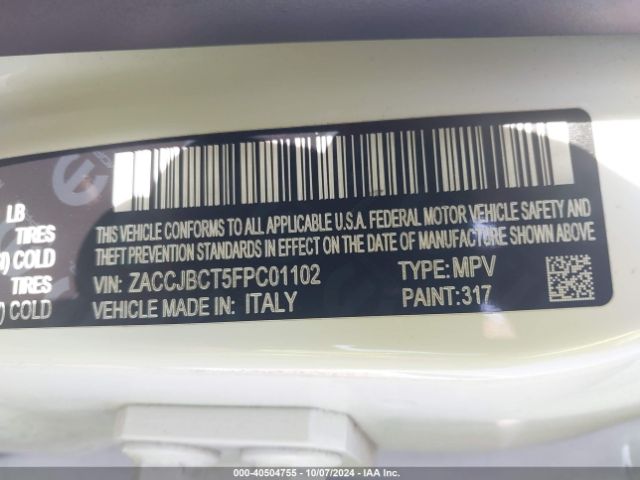 LB
TIRES
COLD
TIRES
COLD
THIS VEHICLE CONFORMS TO ALL APPLICABLE U.S.A. FEDERAL MOTOR VEHICLE SAFETY AND
THEFT PREVENTION STANDARDS IN EFFECT ON THE DATE OF MANUFACTURE SHOWN ABOVE
VIN: ZACCJBCT5FPC01102 TYPE: MPV
VEHICLE MADE IN: ITALY PAINT: 317
000-40504755 - 10/07/2024 - IAA Inc.